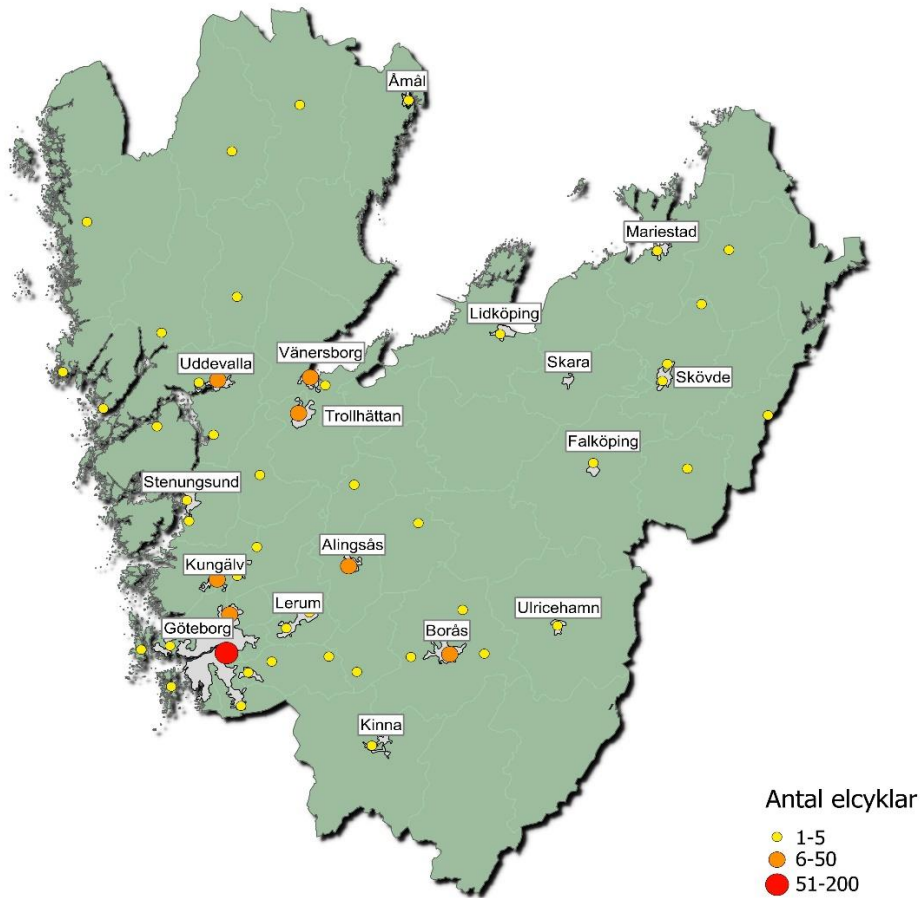 Åmål
Mariestad
Lidköping
Vänersborg
Uddevalla
Skara
Skövde
Trollhättan
Falköping
Stenungsund
Alingsås
Kungälv
Lerum
Ulricehamn
Göteborg
Borås
Kinna
Antal elcyklar
1-5
6-50
51-200